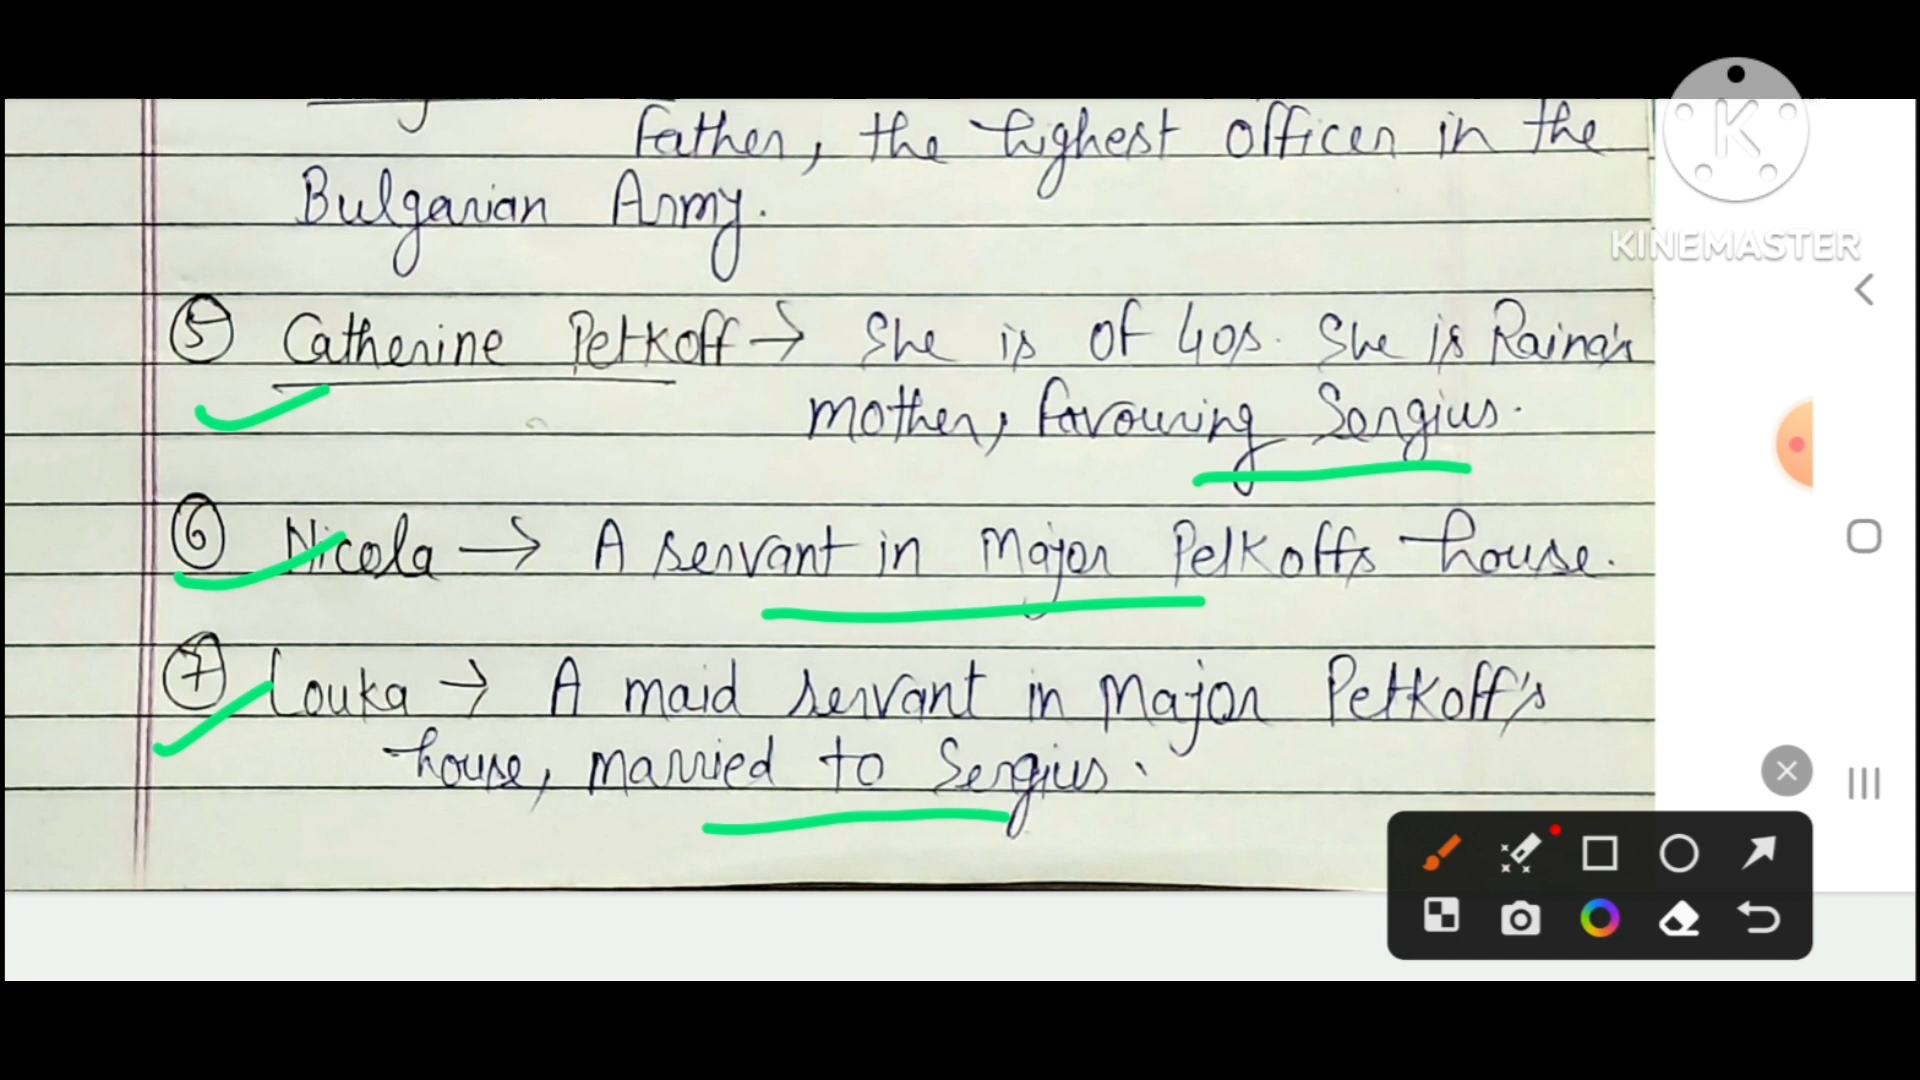 Father, the highest officer in the
Bulgarian Army.
KINEMASTER
5 Catherine Petkoff → She is of 40s. She is Raina's
mother, favouring Sergius.
6 Nicola → A servant in Major Petkoffs house.
7 Louka → A maid servant in Major Petkoff's
house, married to Sergius.